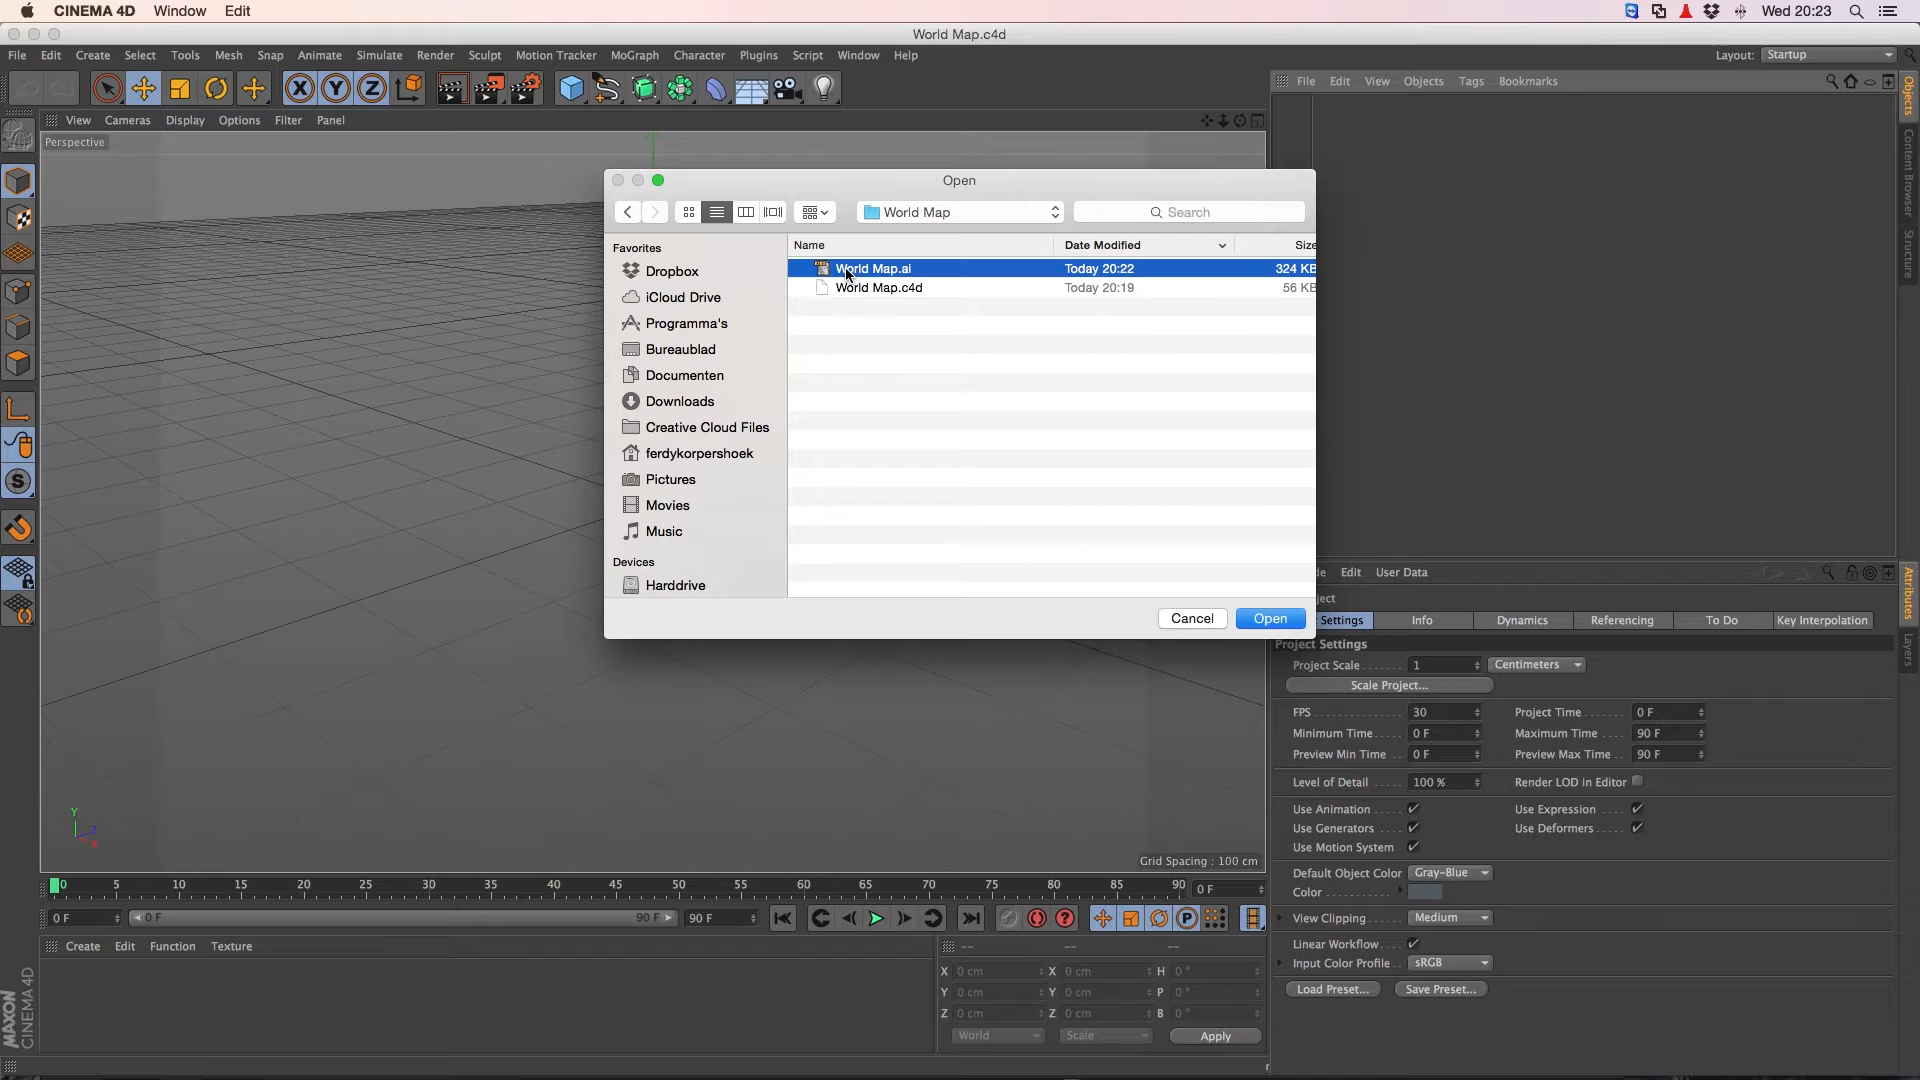 CINEMA 4D Window Edit Wed 20:23
World Map.c4d
File Edit Create Select Tools Mesh Snap Animate Simulate Render Sculpt Motion Tracker MoGraph Character Plugins Script Window Help Layout: Startup
X Y Z File Edit View Objects Tags Bookmarks
View Cameras Display Options Filter Panel
Perspective
Objects
Content Browser
Structure
Open
World Map Search
Favorites Name Date Modified Size
Dropbox World Map.ai Today 20:22 324 KB
World Map.c4d Today 20:19 56 KB
iCloud Drive
Programma's
Bureaublad
Documenten
Downloads
Creative Cloud Files
ferdykorpershoek
Pictures
Movies
Music
Devices
Harddrive
Cancel Open
Edit User Data
Attributes
Layers
Settings Info Dynamics Referencing To Do Key Interpolation
Project Settings
Project Scale 1 Centimeters
Scale Project...
FPS 30 Project Time 0 F
Minimum Time 0 F Maximum Time 90 F
Preview Min Time 0 F Preview Max Time 90 F
Level of Detail 100 % Render LOD in Editor
Use Animation Use Expression
Use Generators Use Deformers
Use Motion System
Default Object Color Gray-Blue
Color
View Clipping Medium
Linear Workflow
Input Color Profile sRGB
Load Preset... Save Preset...
Y
Z
Grid Spacing : 100 cm
0 5 10 15 20 25 30 35 40 45 50 55 60 65 70 75 80 85 90 0 F
0 F 0 F 90 F 90 F P
Create Edit Function Texture -- -- --
X 0 cm X 0 cm H 0 °
Y 0 cm Y 0 cm P 0 °
Z 0 cm Z 0 cm B 0 °
World Scale Apply
MAXON
CINEMA 4D